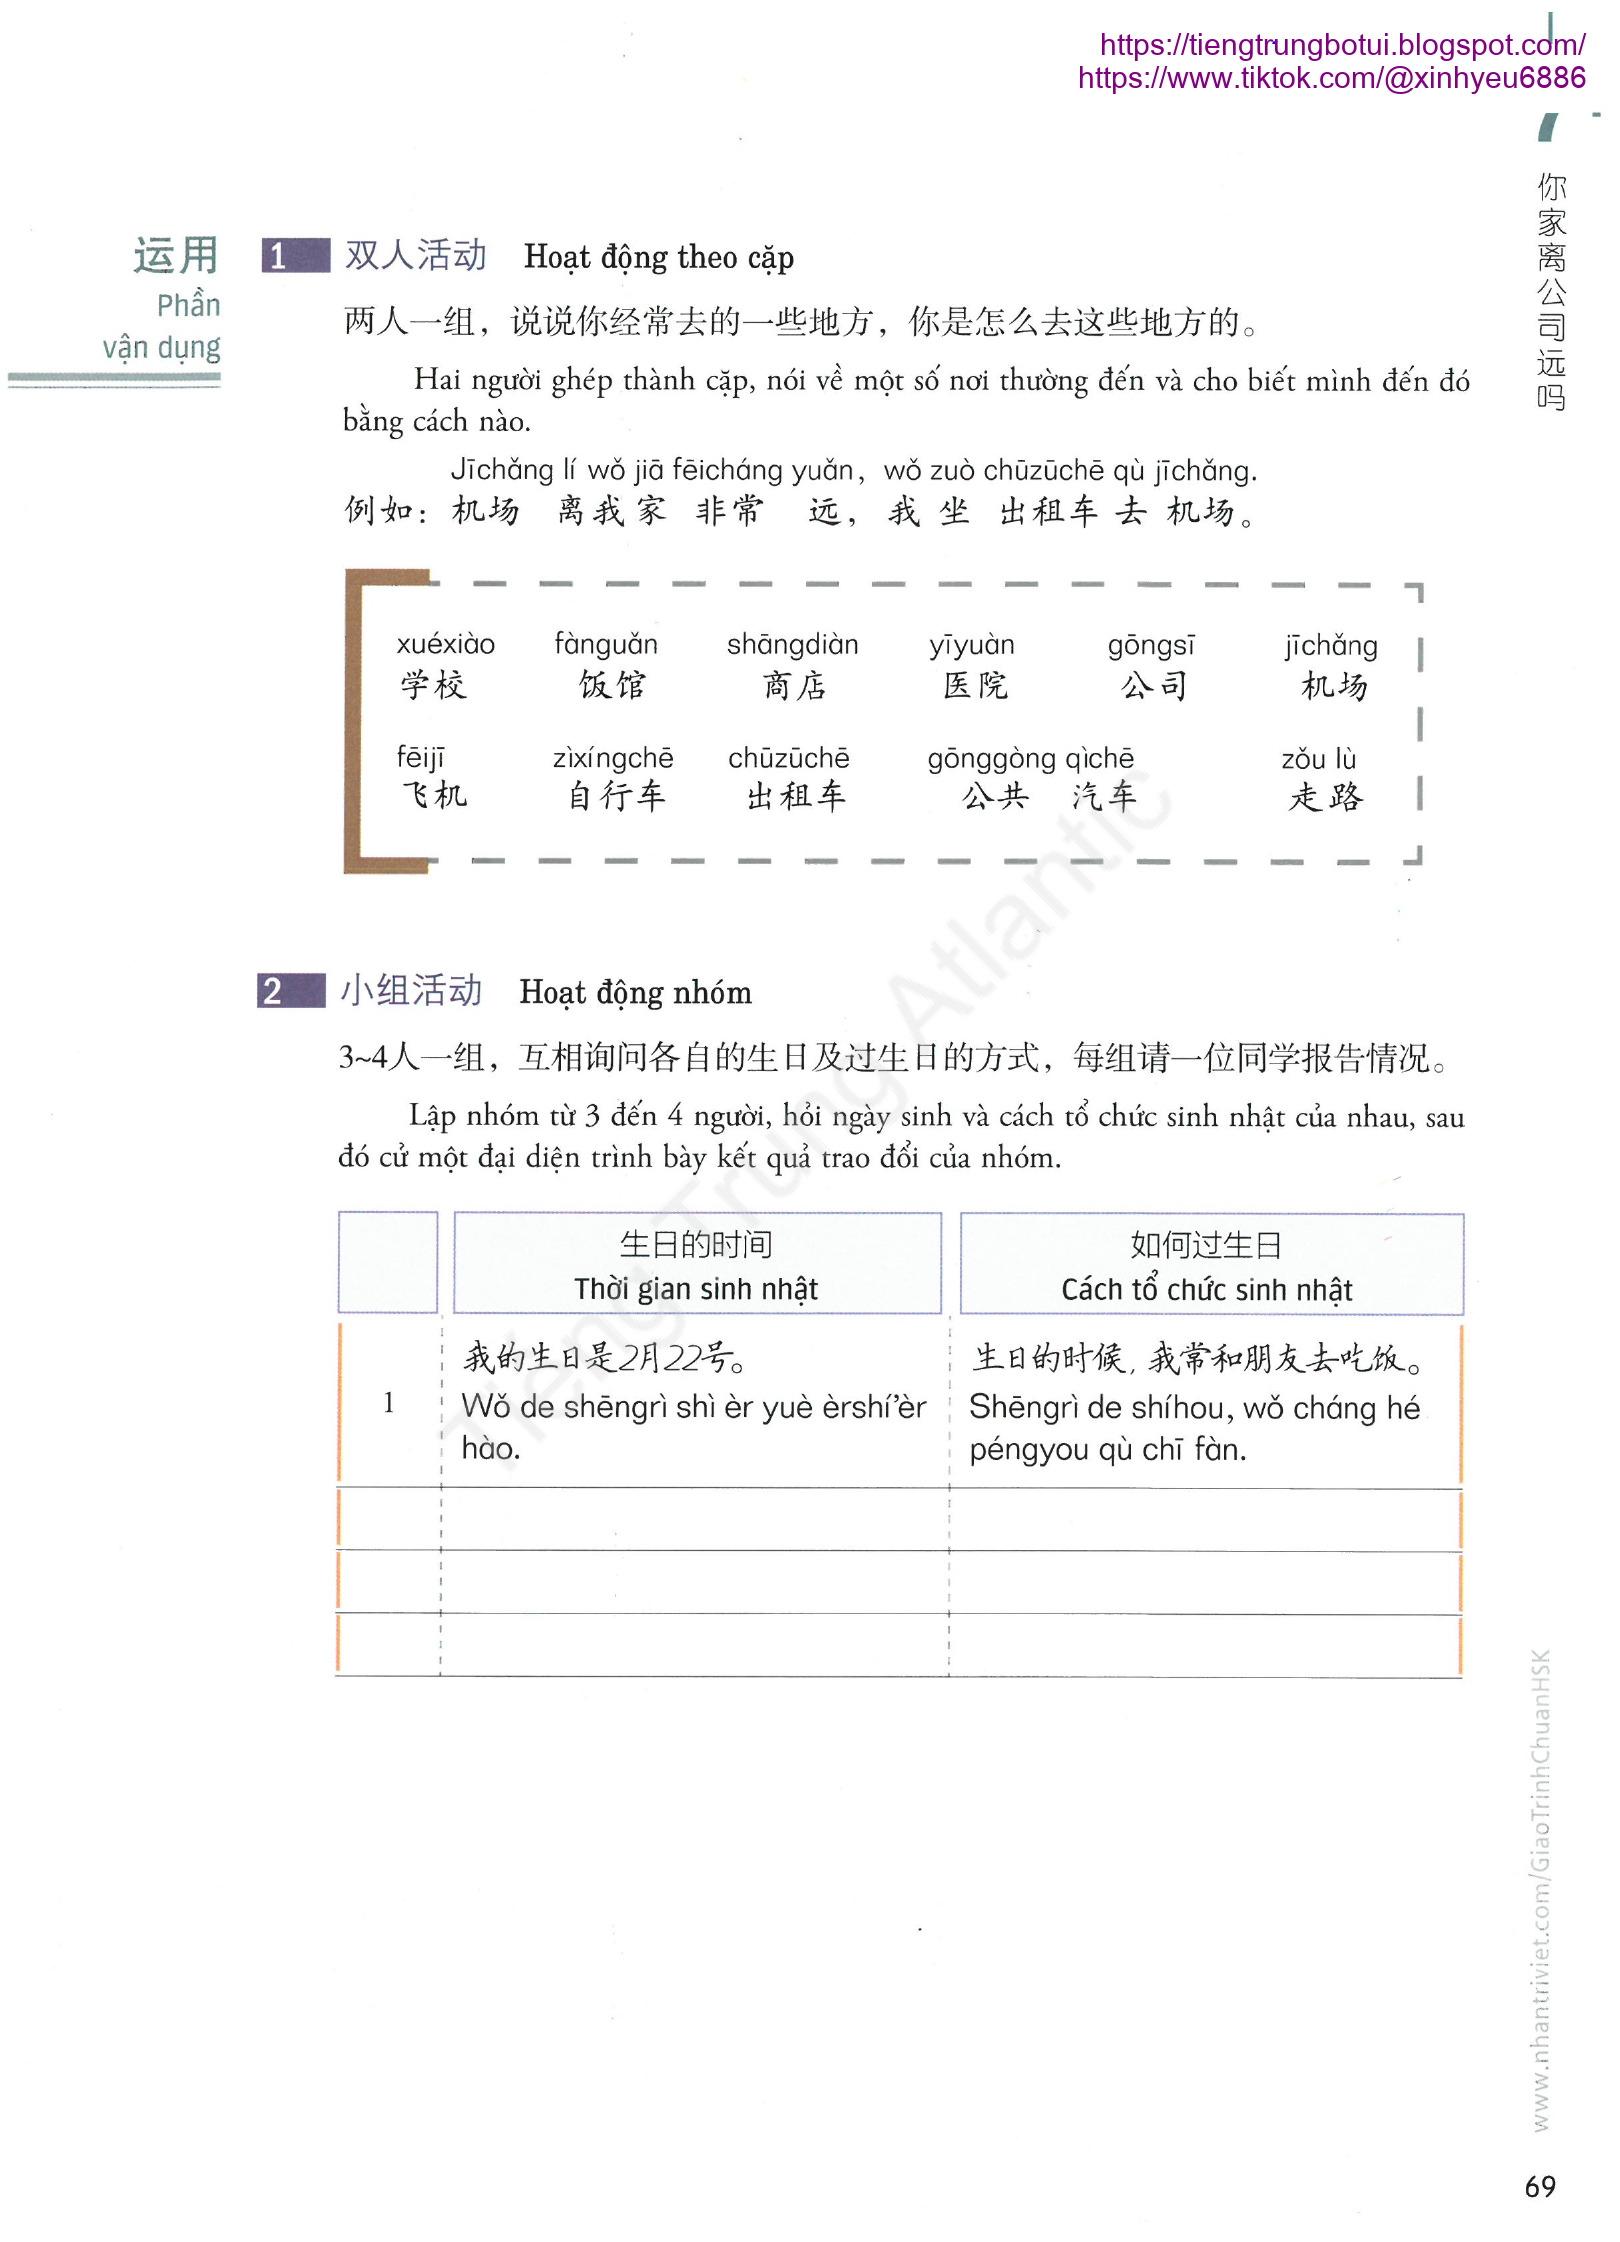 https://tiengtrungbotui.blogspot.com/
https://www.tiktok.com/@xinhyeu6886
7
你家离公司远吗
运用
Phần
vận dụng
1 双人活动 Hoạt động theo cặp
两人一组，说说你经常去的一些地方，你是怎么去这些地方的。
Hai người ghép thành cặp, nói về một số nơi thường đến và cho biết mình đến đó
bằng cách nào.
Jīchǎng lí wǒ jiā fēicháng yuǎn, wǒ zuò chūzūchē qù jīchǎng.
例如：机场 离我家 非常 远，我 坐 出租车 去 机场。
xuéxiào fànguǎn shāngdiàn yīyuàn gōngsī jīchǎng
学校 饭馆 商店 医院 公司 机场
fēijī zìxíngchē chūzūchē gōnggòng qìchē zǒu lù
飞机 自行车 出租车 公共 汽车 走路
2 小组活动 Hoạt động nhóm
3~4人一组，互相询问各自的生日及过生日的方式，每组请一位同学报告情况。
Lập nhóm từ 3 đến 4 người, hỏi ngày sinh và cách tổ chức sinh nhật của nhau, sau
đó cử một đại diện trình bày kết quả trao đổi của nhóm.
生日的时间 如何过生日
Thời gian sinh nhật Cách tổ chức sinh nhật
我的生日是2月22号。 生日的时候，我常和朋友去吃饭。
1 Wǒ de shēngrì shì èr yuè èrshí'èr Shēngrì de shíhou, wǒ cháng hé
hào. péngyou qù chī fàn.
Tiếng Trung Atlantic
www.nhantriviet.com/GiaoTrinhChuanHSK
69